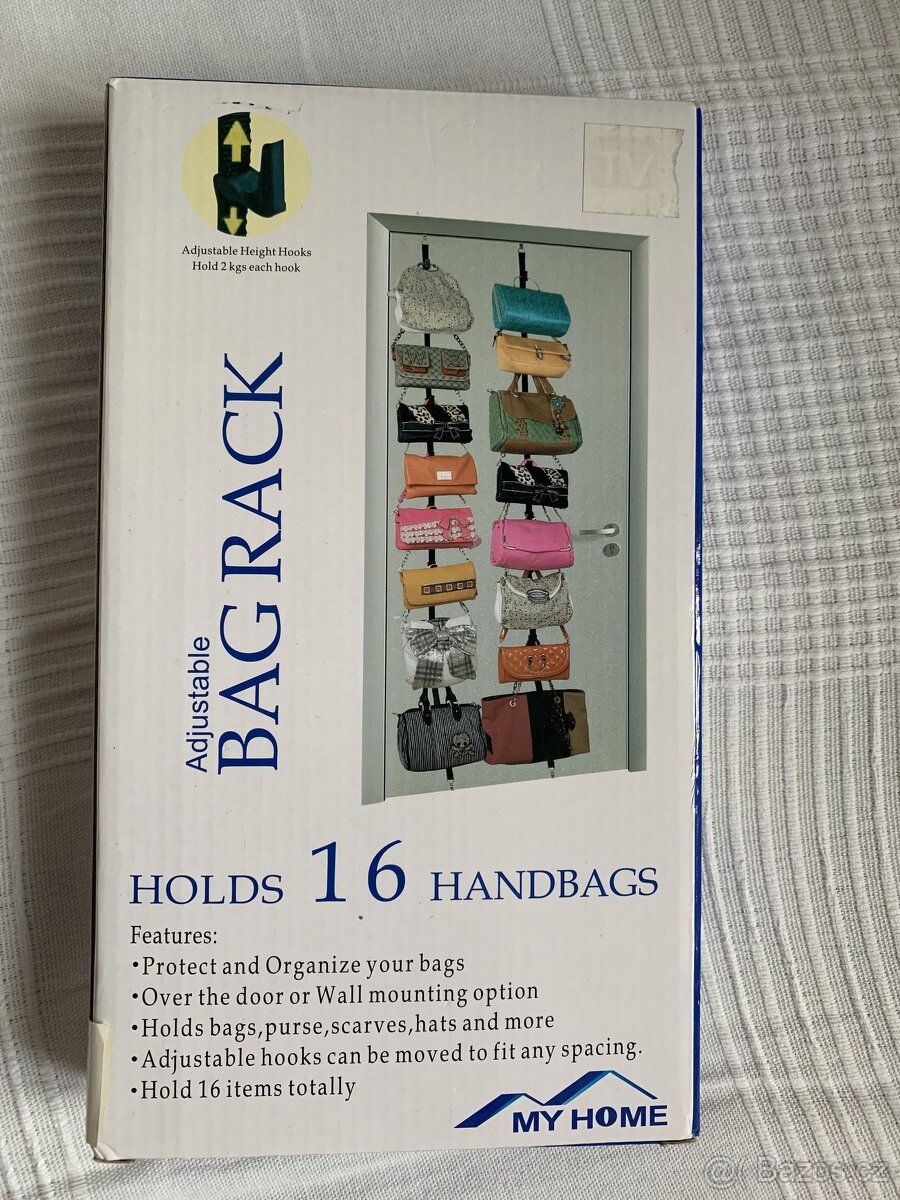 TV
Adjustable Height Hooks
Hold 2 kgs each hook
Adjustable
BAG RACK
HOLDS 16 HANDBAGS
Features:
•Protect and Organize your bags
•Over the door or Wall mounting option
•Holds bags,purse,scarves,hats and more
•Adjustable hooks can be moved to fit any spacing.
•Hold 16 items totally
MY HOME
@ Bazos.cz